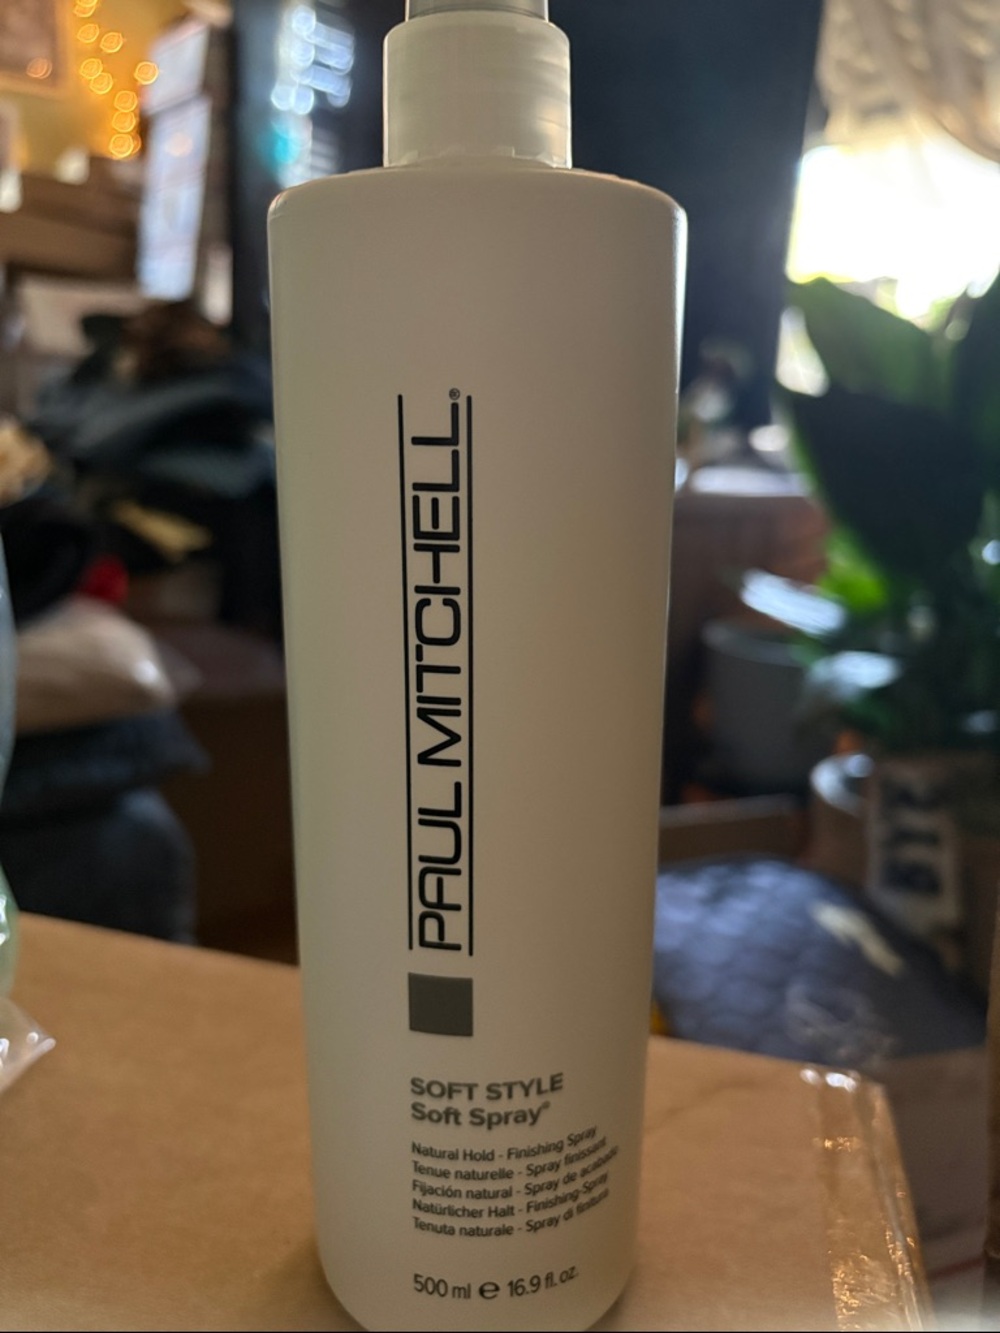 PAUL MITCHELL®
SOFT STYLE
Soft Spray®
Natural Hold - Finishing Spray
Tenue naturelle - Spray finissant
Fijación natural - Spray de acabado
Natürlicher Halt - Finishing-Spray
Tenuta naturale - Spray di finitura
500 ml e 16.9 fl. oz.